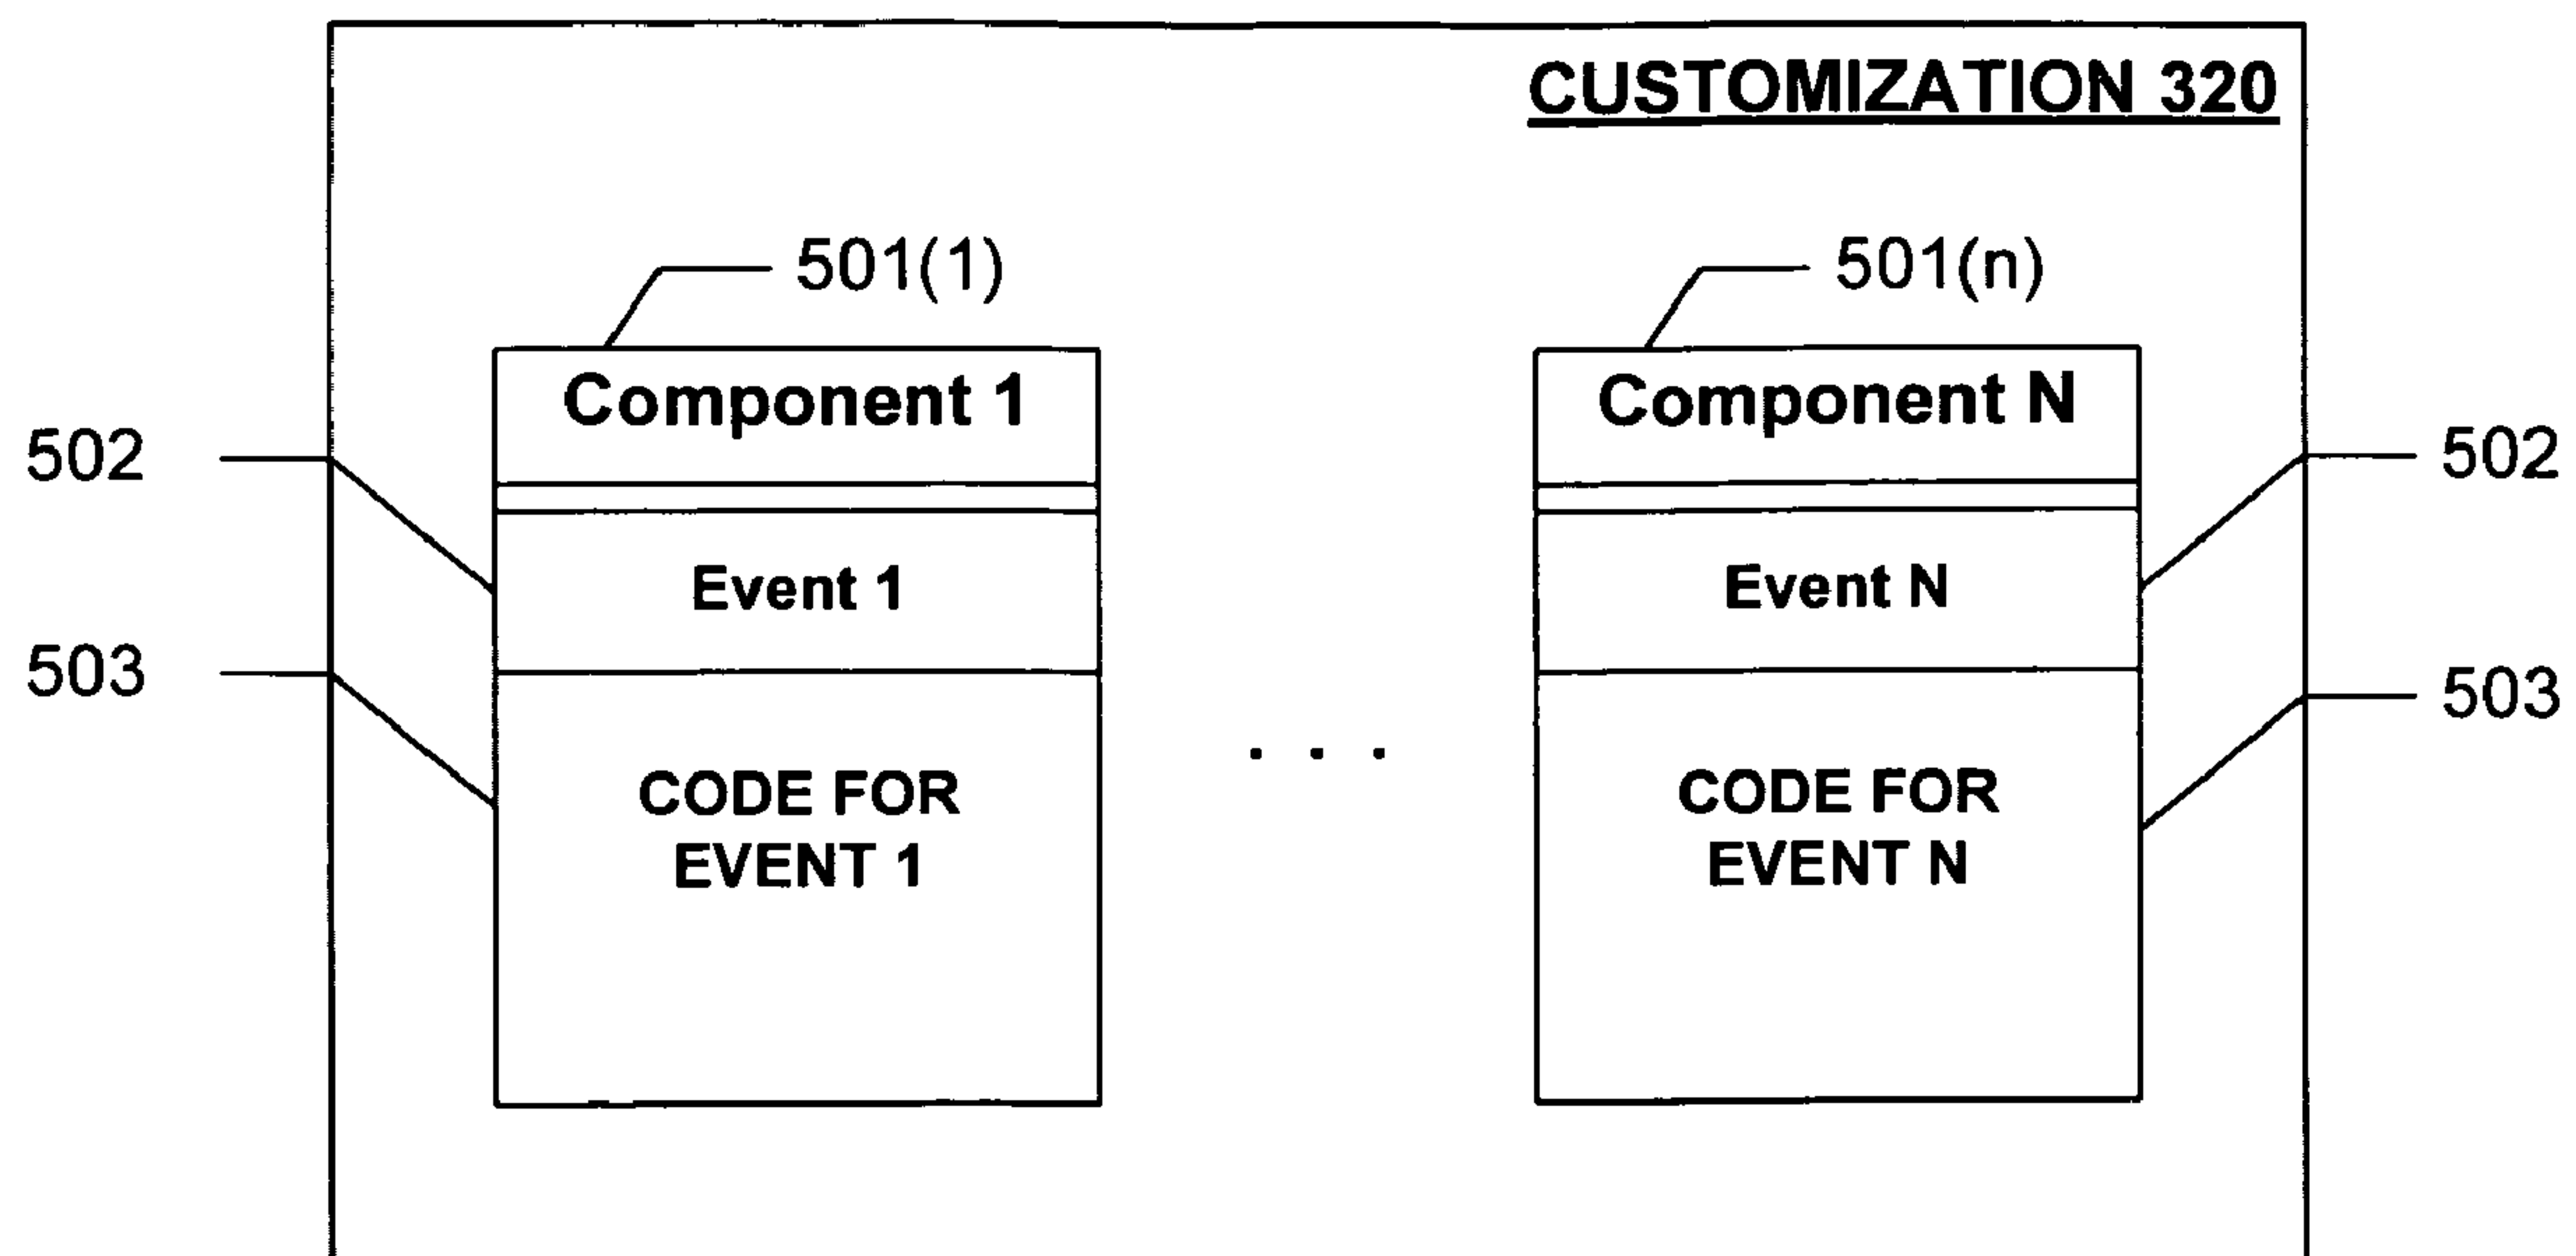 CUSTOMIZATION 320
501(1)
501(n)
Component 1
Component N
502
502
Event 1
Event N
503
503
CODE FOR
EVENT 1
. . .
CODE FOR
EVENT N